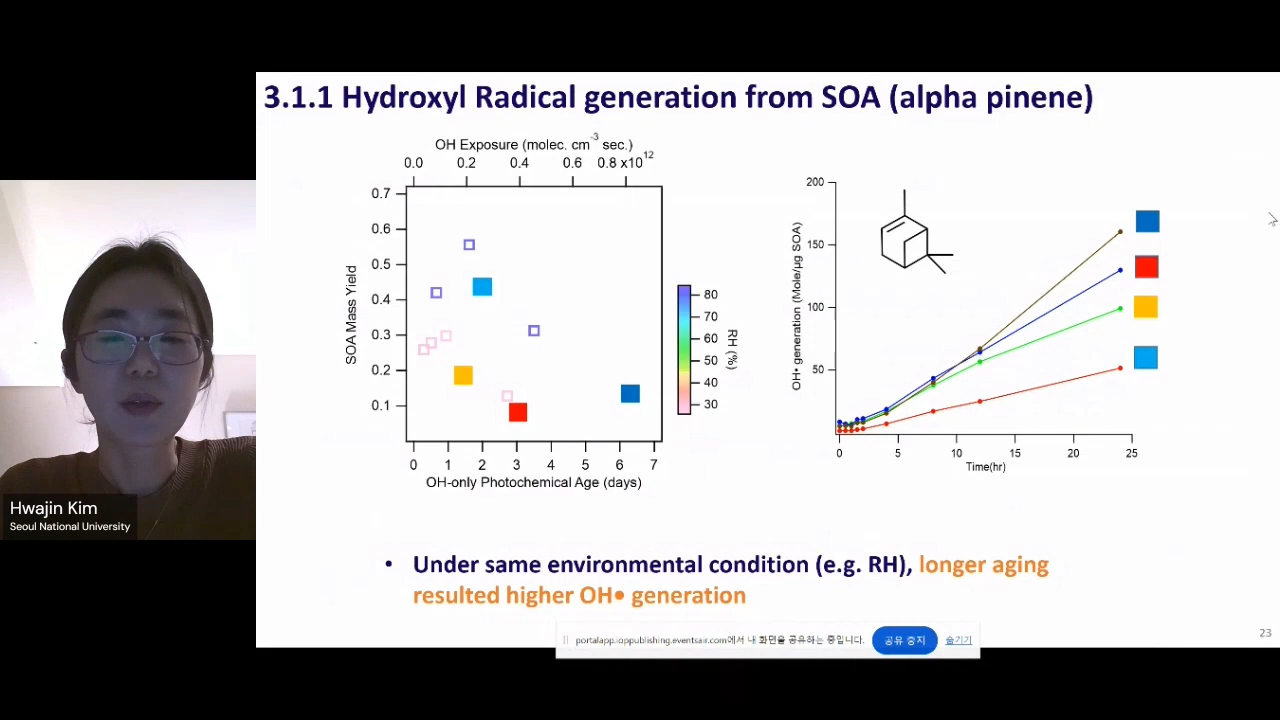 3.1.1 Hydroxyl Radical generation from SOA (alpha pinene)
OH Exposure (molec. cm-3 sec.)
0.0 0.2 0.4 0.6 0.8 x10 12
0.7
0.6
0.5
0.4
0.3
0.2
0.1
SOA Mass Yield
0 1 2 3 4 5 6 7
OH-only Photochemical Age (days)
80
70
60
50
40
30
RH (%)
200
150
100
50
OH• generation (Mole/µg SOA)
0 5 10 15 20 25
Time(hr)
Hwajin Kim
Seoul National University
• Under same environmental condition (e.g. RH), longer aging
resulted higher OH• generation
portalapp.ioppublishing.eventsair.com에서 내 화면을 공유하는 중입니다. 공유 중지 숨기기
23